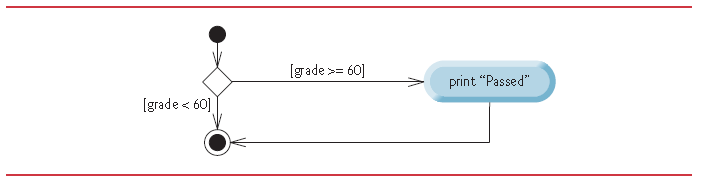 [grade >= 60]
print “Passed”
[grade < 60]